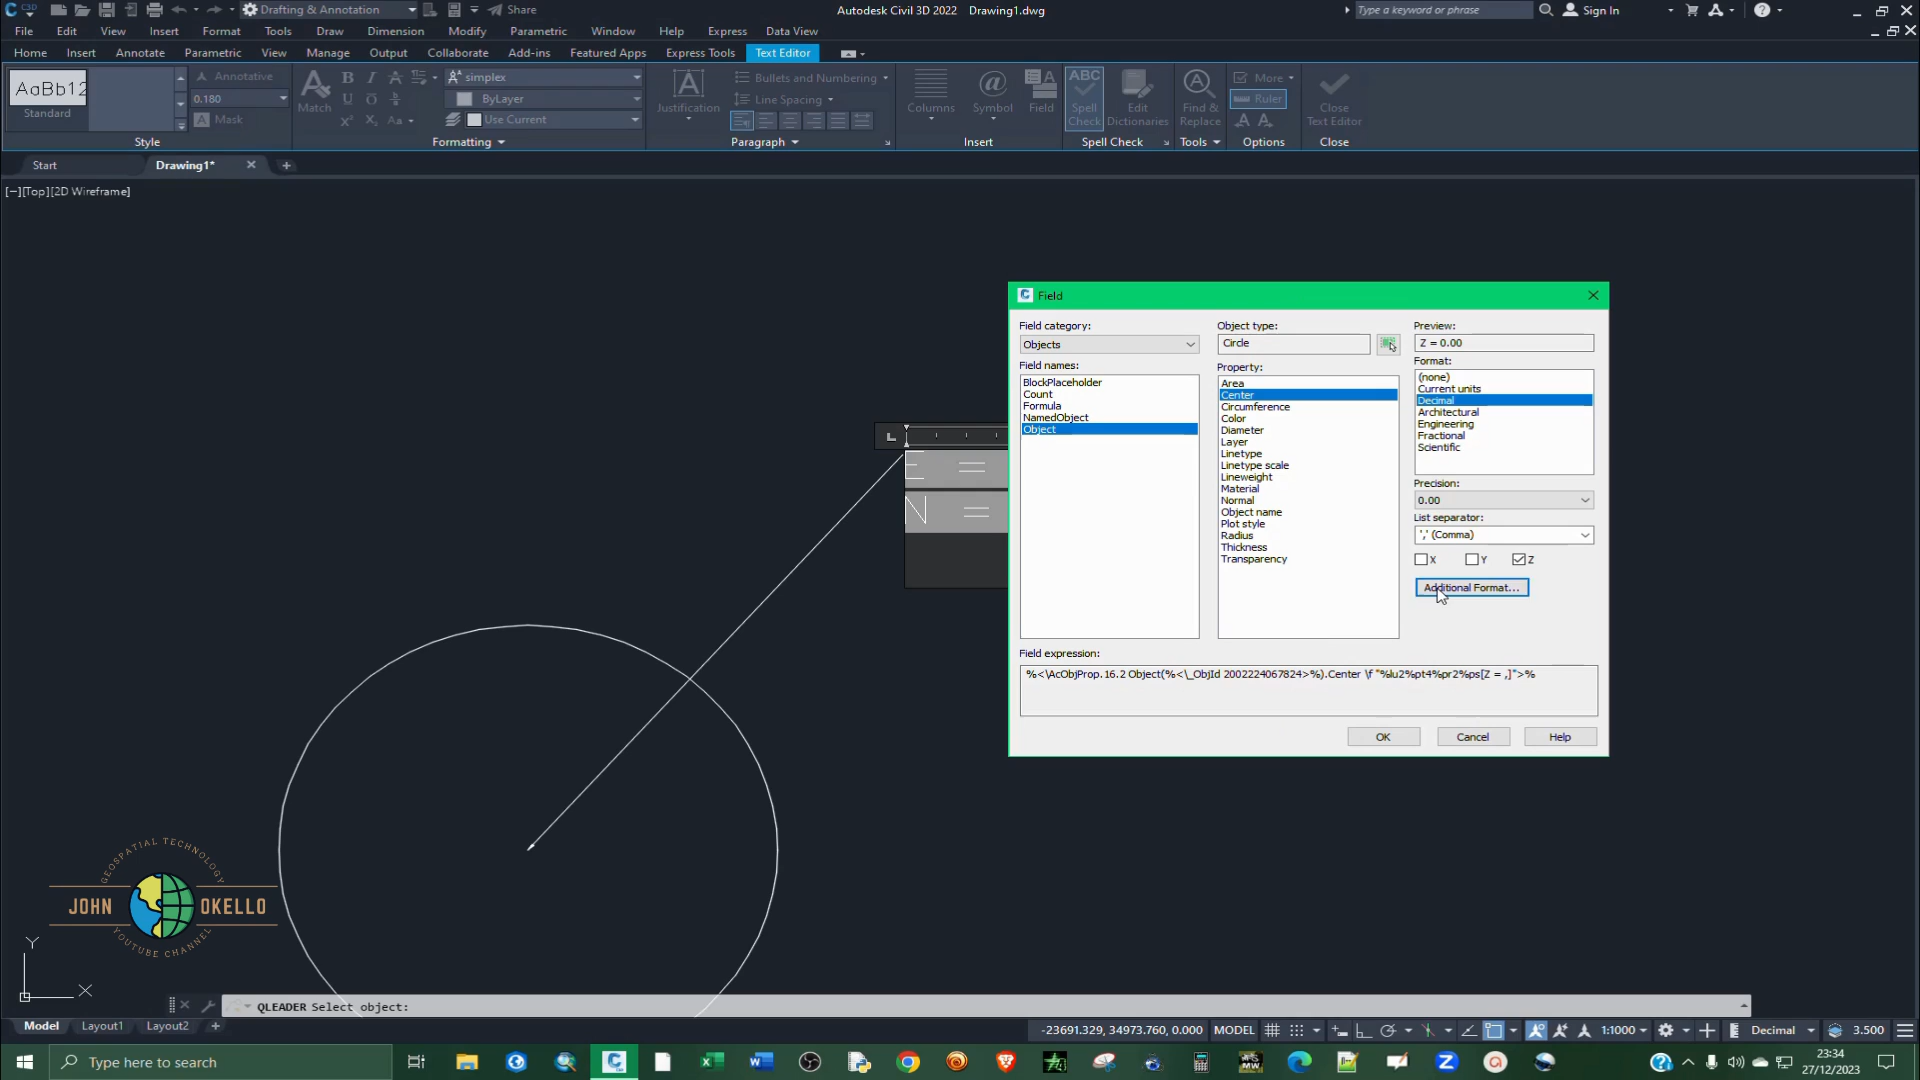 Drafting & Annotation
Share
Autodesk Civil 3D 2022 Drawing1.dwg
Type a keyword or phrase
Sign In
File Edit View Insert Format Tools Draw Dimension Modify Parametric Window Help Express Data View
Home Insert Annotate Parametric View Manage Output Collaborate Add-ins Featured Apps Express Tools Text Editor
AaBb12
Standard
Annotative
0.180
Mask
Style
Match
simplex
ByLayer
Use Current
Formatting
Justification
Bullets and Numbering
Line Spacing
Paragraph
Columns
Symbol
Field
Insert
ABC
Spell
Check
Edit
Dictionaries
Spell Check
Find &
Replace
Tools
More
Ruler
Options
Close
Text Editor
Close
Start
Drawing1*
[−][Top][2D Wireframe]
E =
N =
Field
Field category:
Objects
Field names:
BlockPlaceholder
Count
Formula
NamedObject
Object
Object type:
Circle
Property:
Area
Center
Circumference
Color
Diameter
Layer
Linetype
Linetype scale
Lineweight
Material
Normal
Object name
Plot style
Radius
Thickness
Transparency
Preview:
Z = 0.00
Format:
(none)
Current units
Decimal
Architectural
Engineering
Fractional
Scientific
Precision:
0.00
List separator:
',' (Comma)
X Y Z
Additional Format...
Field expression:
%<\AcObjProp.16.2 Object(%<\_ObjId 2002224067824>%).Center \f "%lu2%pt4%pr2%ps[Z = ,]">%
OK Cancel Help
GEOSPATIAL TECHNOLOGY
JOHN OKELLO
YOUTUBE CHANNEL
Y
X
QLEADER Select object:
Model Layout1 Layout2
-23691.329, 34973.760, 0.000 MODEL
1:1000
Decimal
3.500
Type here to search
23:34
27/12/2023